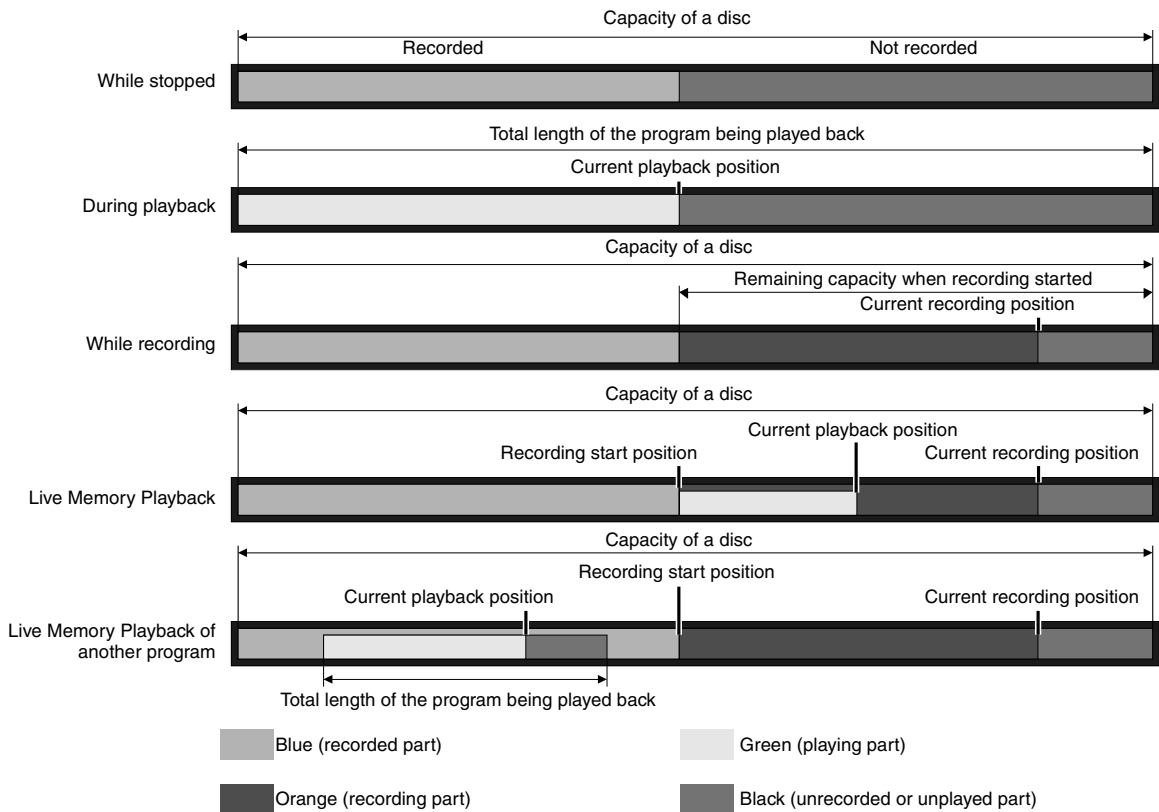 Capacity of a disc
Recorded
Not recorded
While stopped
Total length of the program being played back
Current playback position
During playback
Capacity of a disc
Remaining capacity when recording started
Current recording position
While recording
Capacity of a disc
Current playback position
Recording start position
Current recording position
Live Memory Playback
Capacity of a disc
Recording start position
Current playback position
Current recording position
Live Memory Playback of
another program
Total length of the program being played back
Blue (recorded part)
Green (playing part)
Orange (recording part)
Black (unrecorded or unplayed part)